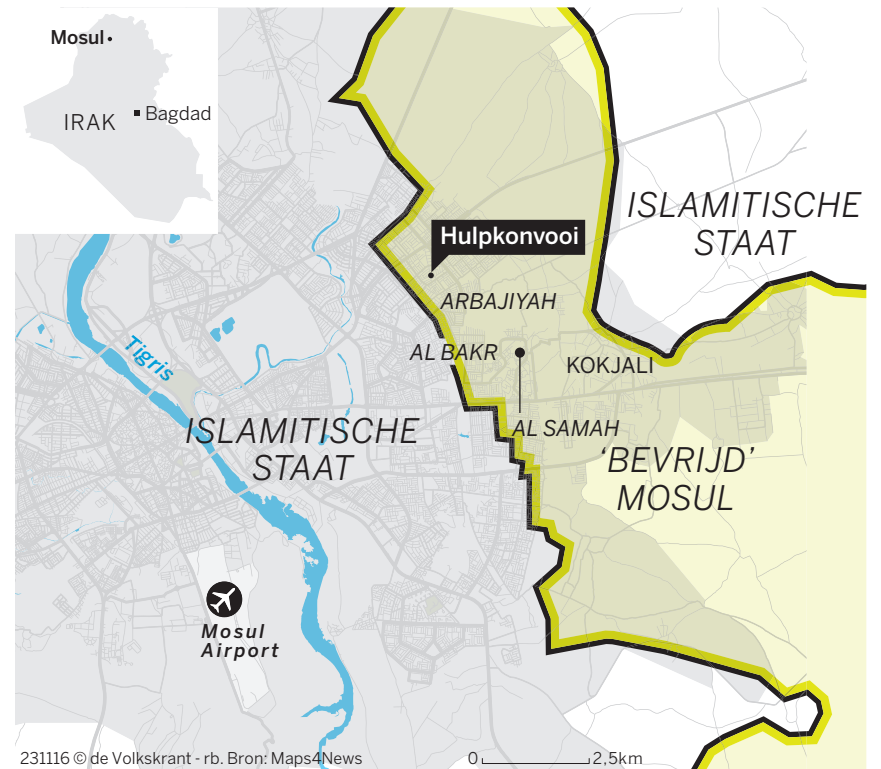 Mosul
IRAK
Bagdad
ISLAMITISCHE
STAAT
Hulpkonvooi
ARBAJIYAH
AL BAKR
KOKJALI
Tigris
ISLAMITISCHE
STAAT
AL SAMAH
‘BEVRIJD’
MOSUL
Mosul
Airport
231116 © de Volkskrant - rb. Bron: Maps4News
0 2,5km